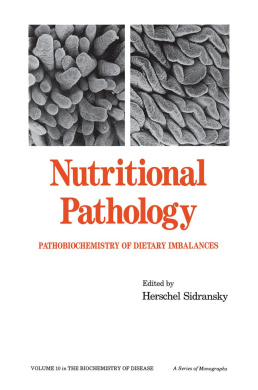 Nutritional
Pathology
PATHOBIOCHEMISTRY OF DIETARY IMBALANCES
Edited by
Herschel Sidransky
VOLUME 10 in THE BIOCHEMISTRY OF DISEASE A Series of Monographs